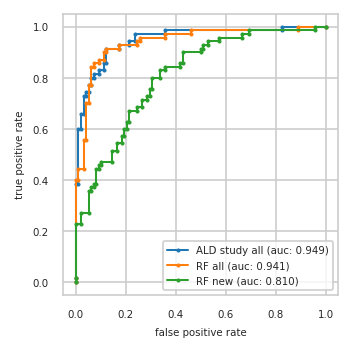 1.0
0.8
0.6
0.4
0.2
0.0
true positive rate
ALD study all (auc: 0.949)
RF all (auc: 0.941)
RF new (auc: 0.810)
0.0 0.2 0.4 0.6 0.8 1.0
false positive rate